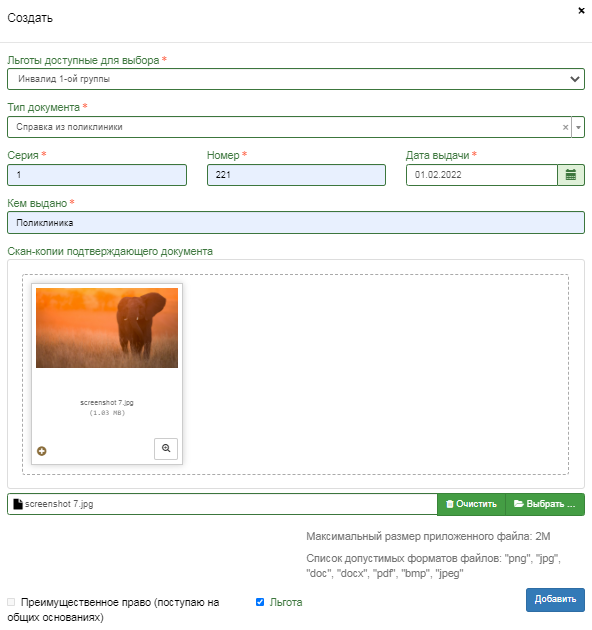 Создать
×
Льготы доступные для выбора *
Инвалид 1-ой группы
Тип документа *
Справка из поликлиники
×
Серия * Номер * Дата выдачи *
1 221 01.02.2022
Кем выдано *
Поликлиника
Скан-копии подтверждающего документа
screenshot 7.jpg
(1.03 MB)
screenshot 7.jpg Очистить Выбрать ...
Максимальный размер приложенного файла: 2M
Список допустимых форматов файлов: "png", "jpg",
"doc", "docx", "pdf", "bmp", "jpeg"
Добавить
Преимущественное право (поступаю на
общих основаниях)
Льгота